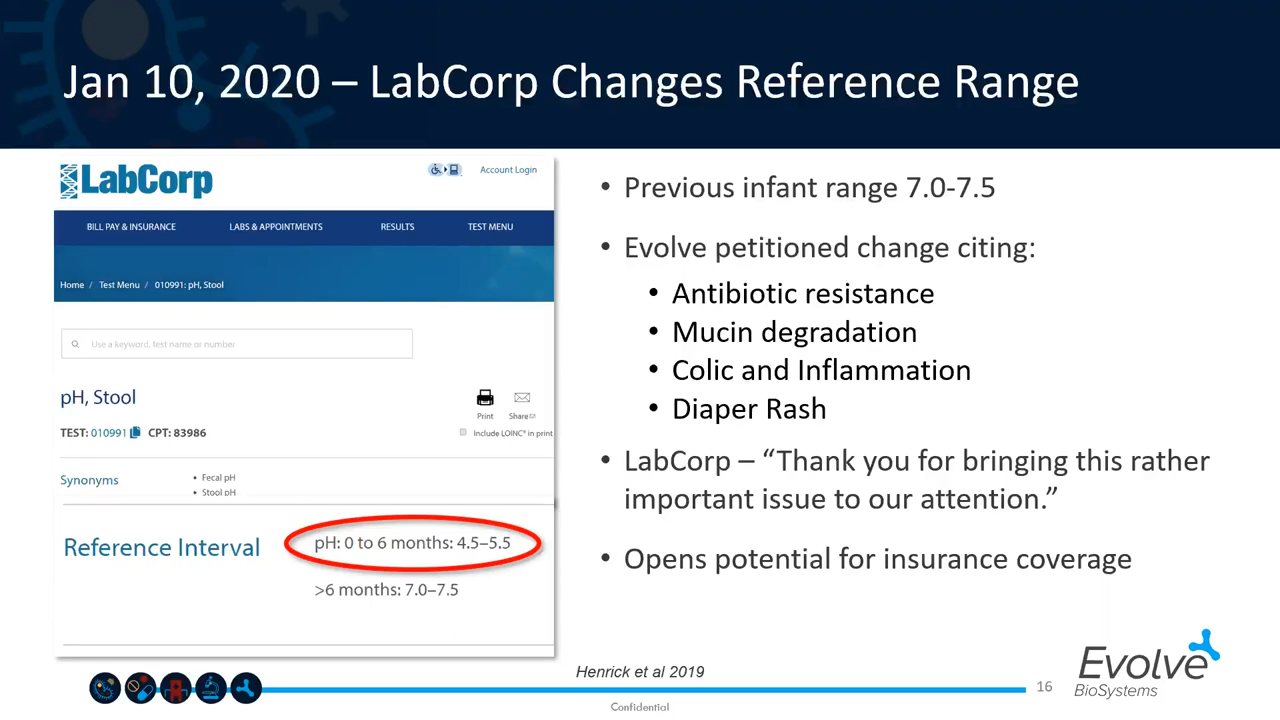 Jan 10, 2020 – LabCorp Changes Reference Range
LabCorp
Account Login
BILL PAY & INSURANCE LABS & APPOINTMENTS RESULTS TEST MENU
Home / Test Menu / 010991: pH, Stool
Use a keyword, test name or number
pH, Stool
Print Share
TEST: 010991 CPT: 83986
Include LOINC® in print
Synonyms
• Fecal pH
• Stool pH
Reference Interval
pH: 0 to 6 months: 4.5–5.5
>6 months: 7.0–7.5
• Previous infant range 7.0-7.5
• Evolve petitioned change citing:
• Antibiotic resistance
• Mucin degradation
• Colic and Inflammation
• Diaper Rash
• LabCorp – “Thank you for bringing this rather
important issue to our attention.”
• Opens potential for insurance coverage
Henrick et al 2019
Confidential
16
Evolve
BioSystems